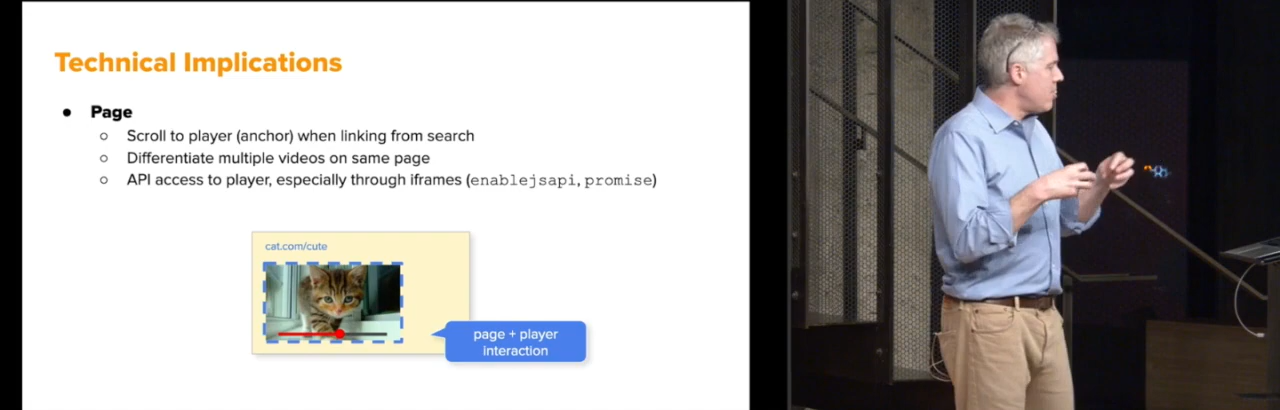 Technical Implications
● Page
○ Scroll to player (anchor) when linking from search
○ Differentiate multiple videos on same page
○ API access to player, especially through iframes (enablejsapi, promise)
cat.com/cute
page + player
interaction